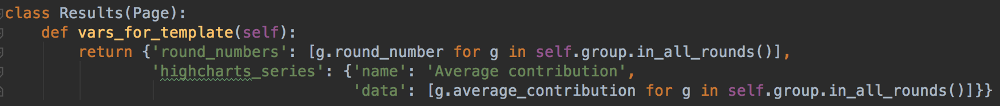 class Results(Page):
    def vars_for_template(self):
        return {'round_numbers': [g.round_number for g in self.group.in_all_rounds()],
                'highcharts_series': {'name': 'Average contribution',
                                      'data': [g.average_contribution for g in self.group.in_all_rounds()]}}